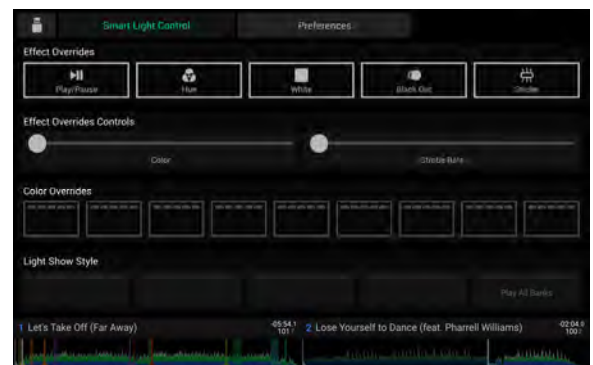 Smart Light Control
Preferences
Effect Overrides
Play/Pause
Hue
White
Black Out
Strobe
Effect Overrides Controls
Color
Strobe Rate
Color Overrides
Light Show Style
Play All Banks
1 Let's Take Off (Far Away)
-05:54.1
101
2 Lose Yourself to Dance (feat. Pharrell Williams)
-02:04.0
100